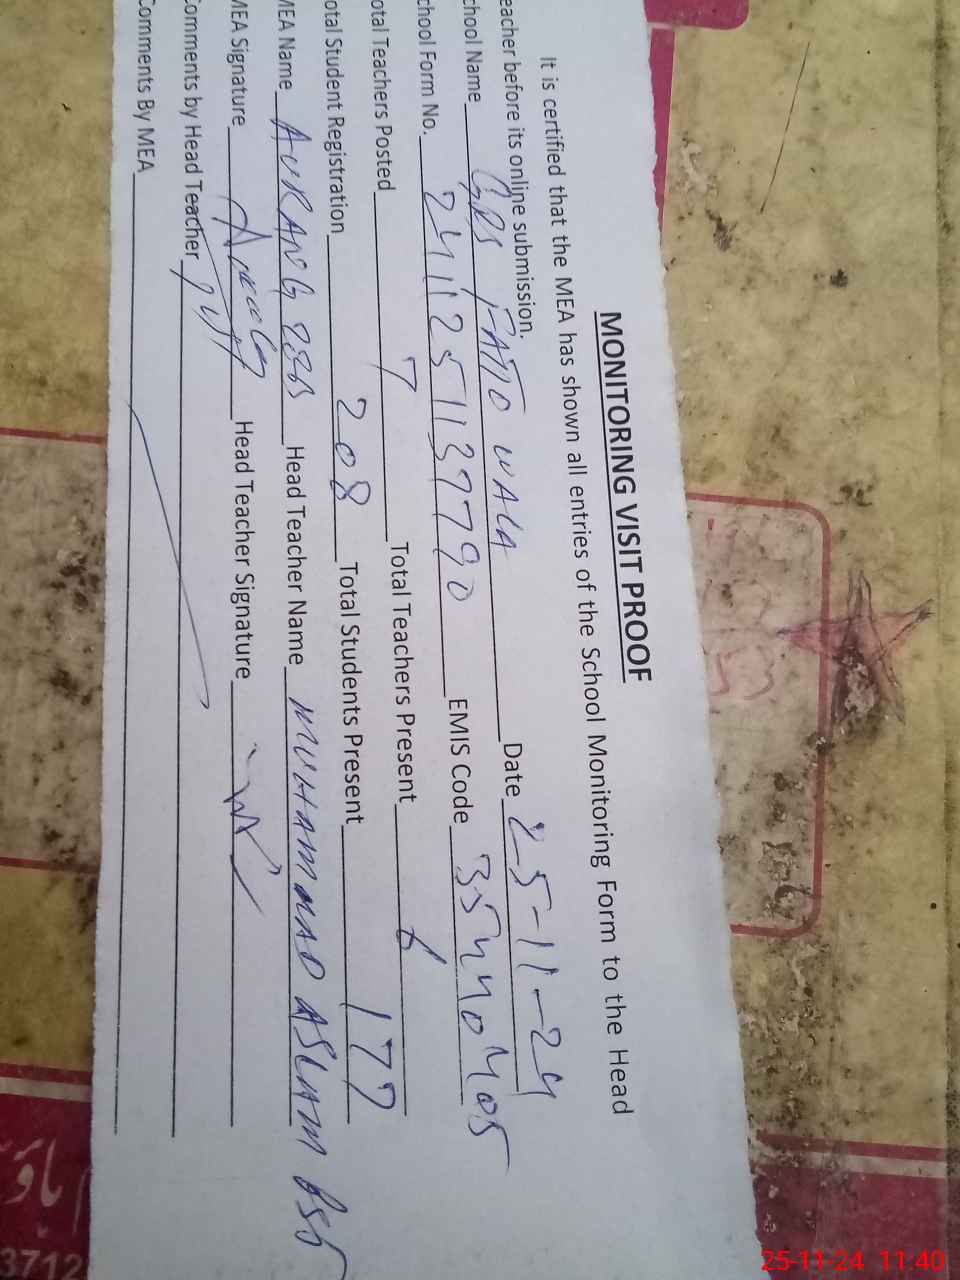 MONITORING VISIT PROOF
It is certified that the MEA has shown all entries of the School Monitoring Form to the Head
eacher before its online submission.
chool Name GPS PATTO WALA Date 25-11-24
chool Form No. 2411251137790 EMIS Code 35440405
otal Teachers Posted 7 Total Teachers Present 6
otal Student Registration 208 Total Students Present 177
MEA Name AURANG ZEB Head Teacher Name MUHAMMAD ASLAM
MEA Signature Head Teacher Signature
Comments by Head Teacher
Comments By MEA
3712
25-11-24 11:40